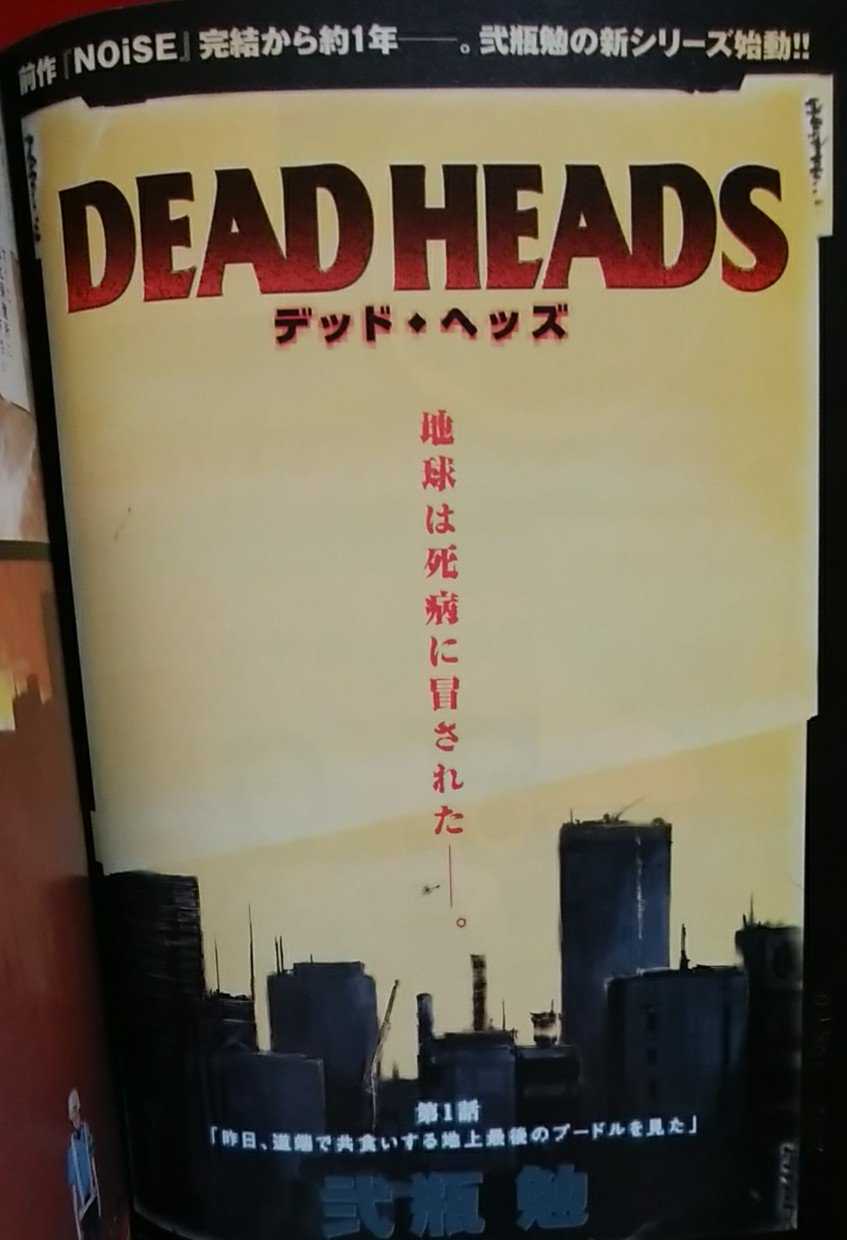 前作『NOiSE』完結から約1年──。弐瓶勉の新シリーズ始動!!
DEAD HEADS
デッド◆ヘッズ
地球は死病に冒された──。
第1話
「昨日、道端で共食いする地上最後のプードルを見た」
弐瓶 勉